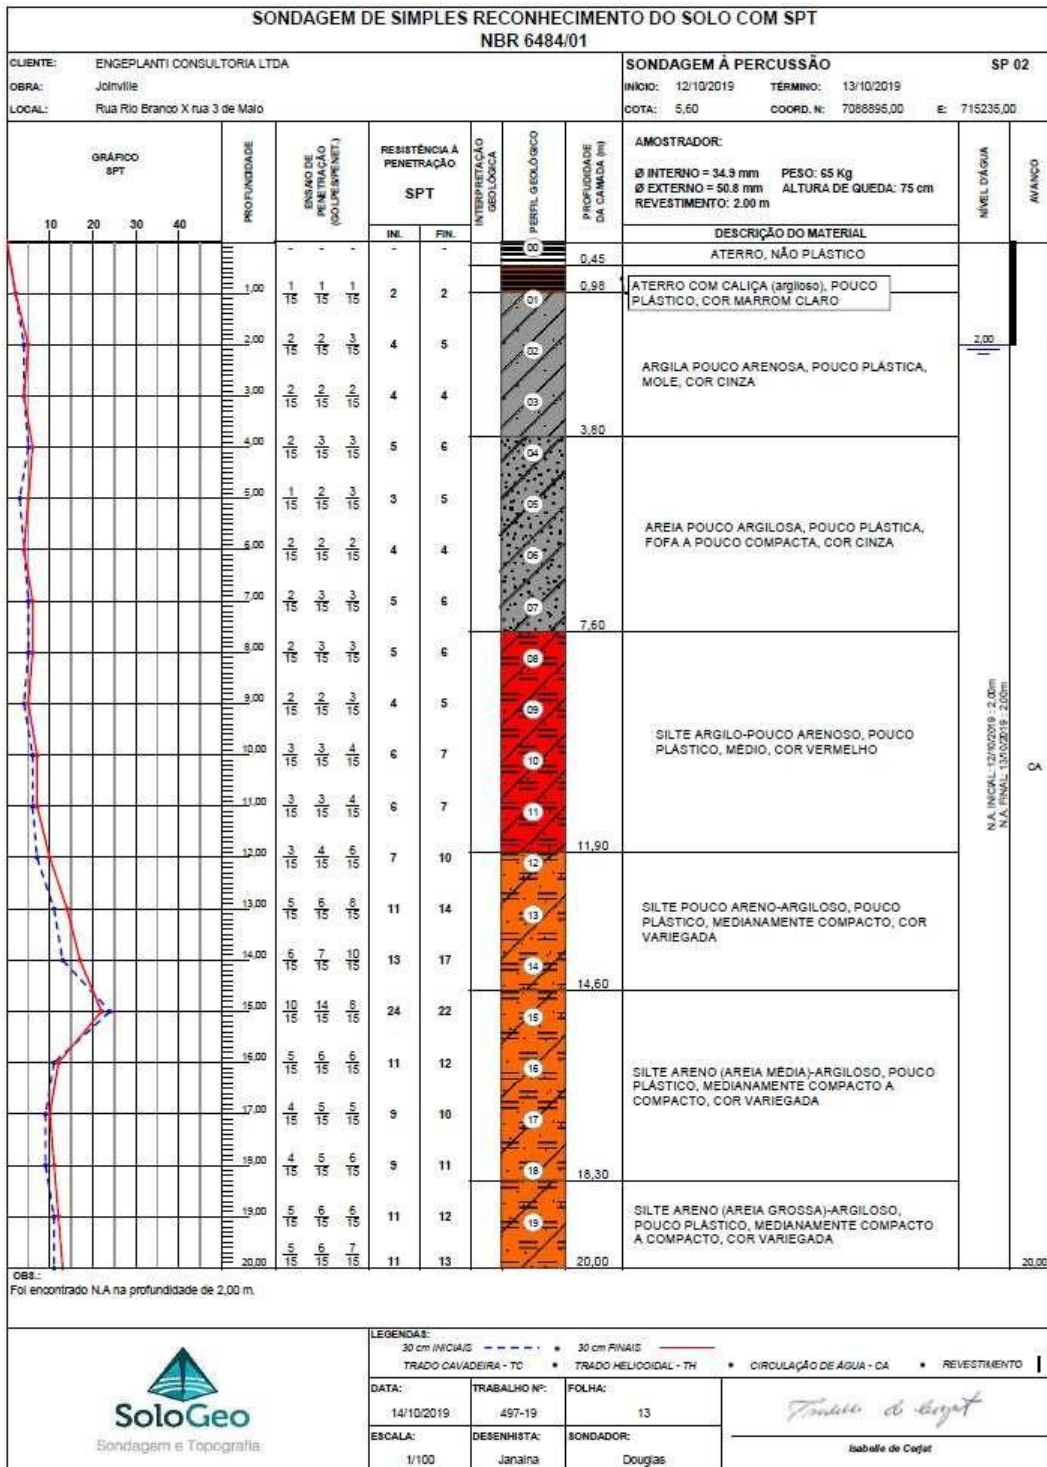 SONDAGEM DE SIMPLES RECONHECIMENTO DO SOLO COM SPT
NBR 6484/01
CLIENTE: ENGEPLANTI CONSULTORIA LTDA
OBRA: Joinville
LOCAL: Rua Rio Branco X rua 3 de Maio
SONDAGEM À PERCUSSÃO SP 02
INÍCIO: 12/10/2019 TÉRMINO: 13/10/2019
COTA: 5,60 COORD. N: 7088895,00 E: 715235,00
GRÁFICO
SPT
10 20 30 40
PROFUNDIDADE
ENSAIO DE
PENETRAÇÃO
(GOLPES/PENET.)
RESISTÊNCIA À
PENETRAÇÃO
SPT
INI. FIN.
INTERPRETAÇÃO
GEOLÓGICA
PERFIL GEOLÓGICO
PROFUDIDADE
DA CAMADA (m)
AMOSTRADOR:
Ø INTERNO = 34.9 mm PESO: 65 Kg
Ø EXTERNO = 50.8 mm ALTURA DE QUEDA: 75 cm
REVESTIMENTO: 2.00 m
DESCRIÇÃO DO MATERIAL
NÍVEL D'ÁGUA
AVANÇO
- - - - - 00
0,45
ATERRO, NÃO PLÁSTICO
1,00 1/15 1/15 1/15 2 2 01
0,98
ATERRO COM CALIÇA (argiloso), POUCO
PLÁSTICO, COR MARROM CLARO
2,00 2/15 2/15 3/15 4 5 02
2,00
ARGILA POUCO ARENOSA, POUCO PLÁSTICA,
MOLE, COR CINZA
3,00 2/15 2/15 2/15 4 4 03
3,80
4,00 2/15 3/15 3/15 5 6 04
5,00 1/15 2/15 3/15 3 5 05
AREIA POUCO ARGILOSA, POUCO PLÁSTICA,
FOFA A POUCO COMPACTA, COR CINZA
6,00 2/15 2/15 2/15 4 4 06
7,00 2/15 3/15 3/15 5 6 07
7,60
8,00 2/15 3/15 3/15 5 6 08
9,00 2/15 2/15 3/15 4 5 09
SILTE ARGILO-POUCO ARENOSO, POUCO
PLÁSTICO, MÉDIO, COR VERMELHO
10,00 3/15 3/15 4/15 6 7 10
N.A. INICIAL: 12/10/2019 : 2,00m
N.A. FINAL: 13/10/2019 : 2,00m
CA
11,00 3/15 3/15 4/15 6 7 11
11,90
12,00 3/15 4/15 6/15 7 10 12
13,00 5/15 6/15 8/15 11 14 13
SILTE POUCO ARENO-ARGILOSO, POUCO
PLÁSTICO, MEDIANAMENTE COMPACTO, COR
VARIEGADA
14,00 6/15 7/15 10/15 13 17 14
14,60
15,00 10/15 14/15 8/15 24 22 15
16,00 5/15 6/15 6/15 11 12 16
SILTE ARENO (AREIA MÉDIA)-ARGILOSO, POUCO
PLÁSTICO, MEDIANAMENTE COMPACTO A
COMPACTO, COR VARIEGADA
17,00 4/15 5/15 5/15 9 10 17
18,00 4/15 5/15 6/15 9 11 18
18,30
19,00 5/15 6/15 6/15 11 12 19
SILTE ARENO (AREIA GROSSA)-ARGILOSO,
POUCO PLÁSTICO, MEDIANAMENTE COMPACTO
A COMPACTO, COR VARIEGADA
20,00 5/15 6/15 7/15 11 13 20,00 20,00
OBS.:
Foi encontrado N.A na profundidade de 2,00 m.
SoloGeo
Sondagem e Topografia
LEGENDAS:
30 cm INICIAIS 30 cm FINAIS
TRADO CAVADEIRA - TC • TRADO HELICOIDAL - TH • CIRCULAÇÃO DE ÁGUA - CA • REVESTIMENTO
DATA: TRABALHO Nº: FOLHA:
14/10/2019 497-19 13
ESCALA: DESENHISTA: SONDADOR:
1/100 Janaina Douglas
Isabelle de Cerjat